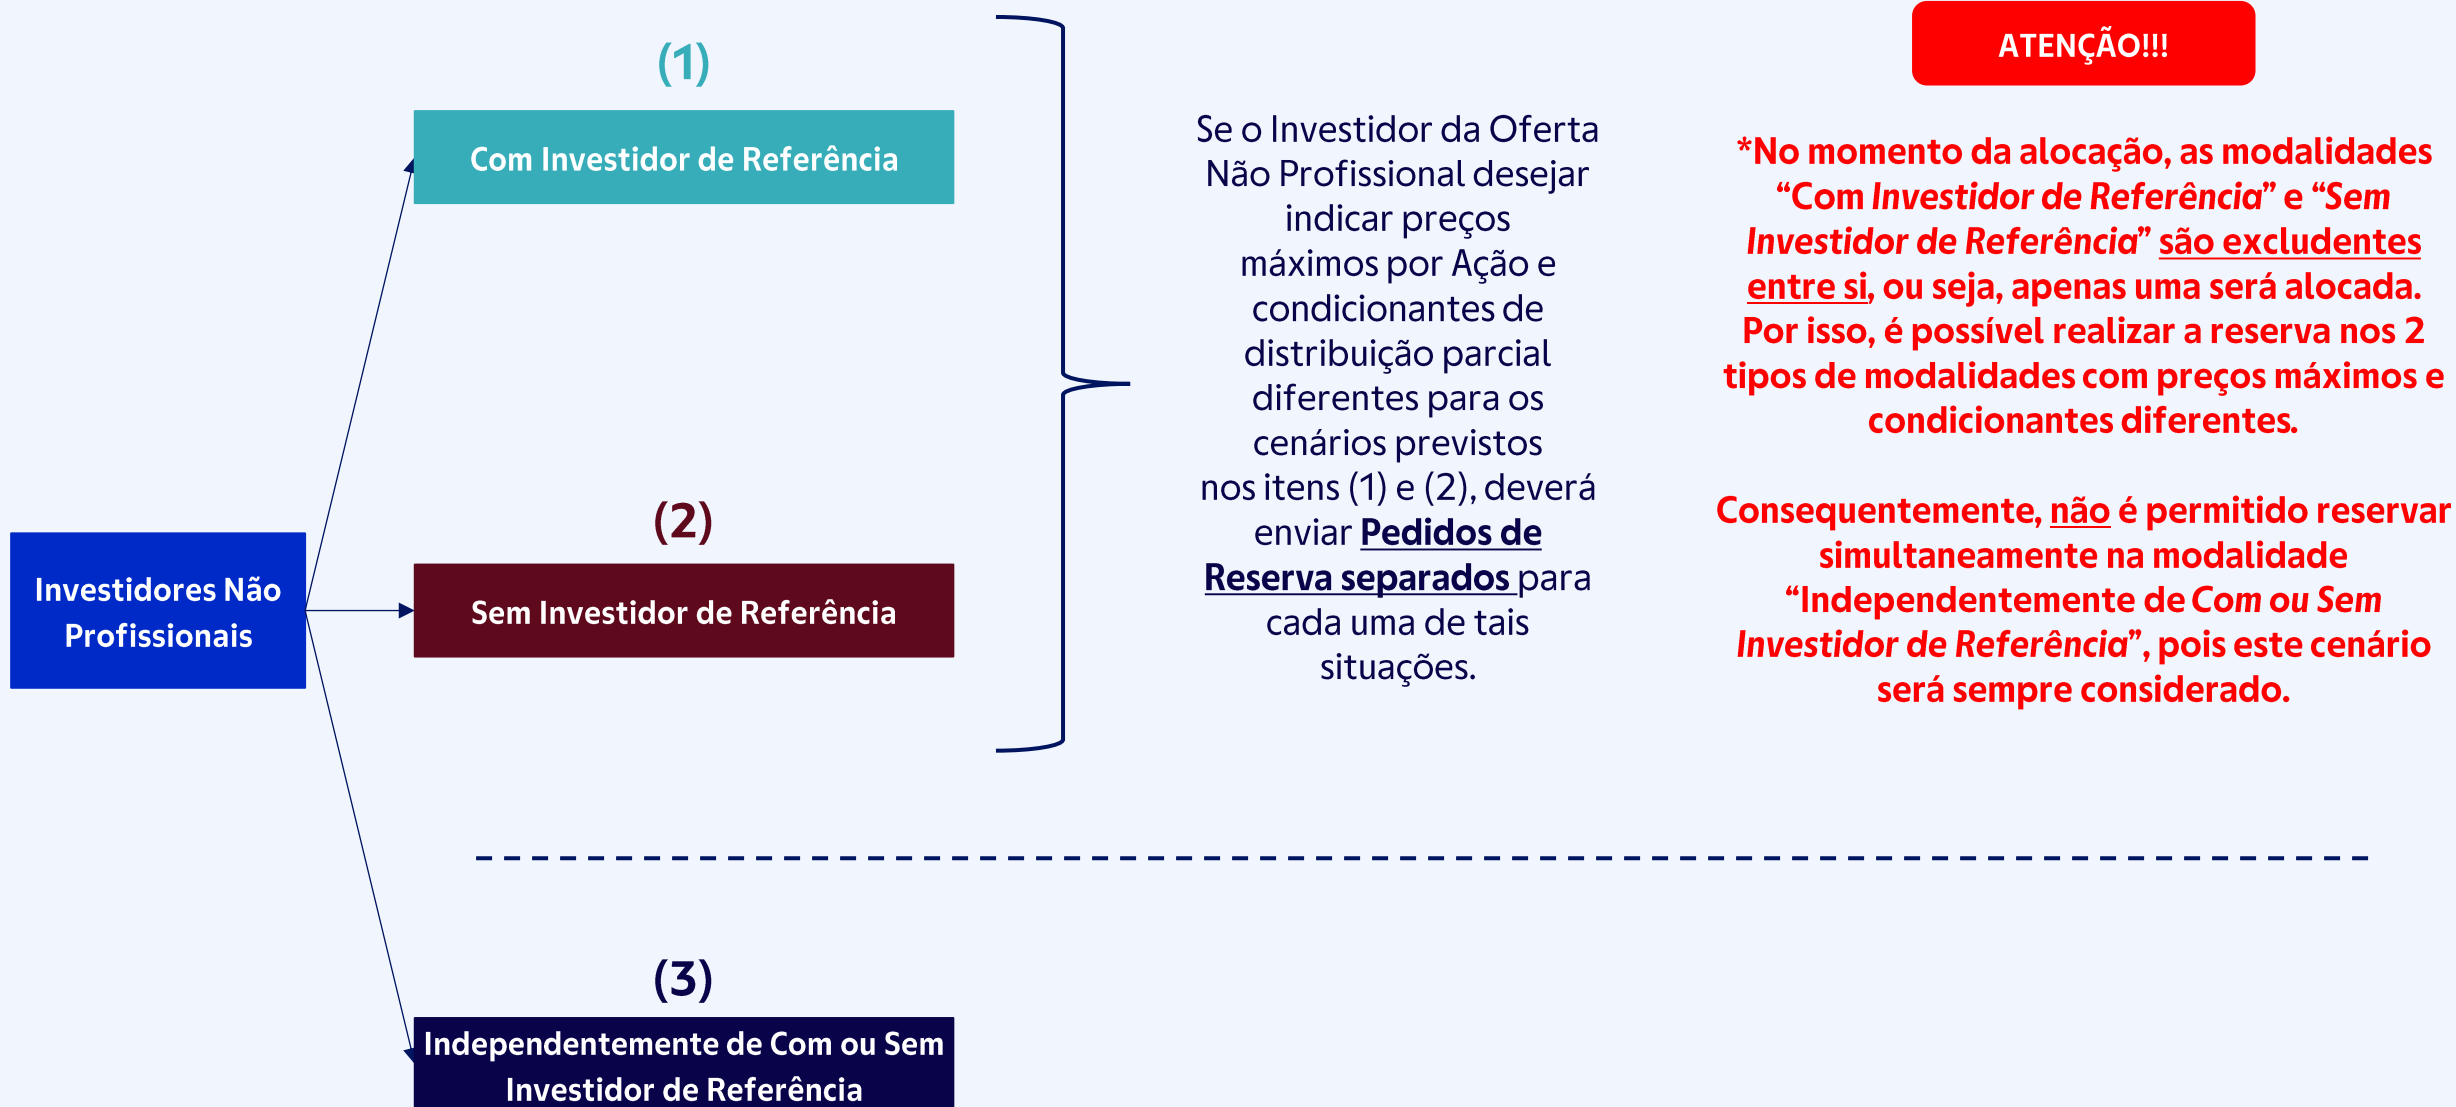 Investidores Não
Profissionais
(1)
Com Investidor de Referência
(2)
Sem Investidor de Referência
(3)
Independentemente de Com ou Sem
Investidor de Referência
Se o Investidor da Oferta
Não Profissional desejar
indicar preços
máximos por Ação e
condicionantes de
distribuição parcial
diferentes para os
cenários previstos
nos itens (1) e (2), deverá
enviar Pedidos de
Reserva separados para
cada uma de tais
situações.
ATENÇÃO!!!
*No momento da alocação, as modalidades
“Com Investidor de Referência” e “Sem
Investidor de Referência” são excludentes
entre si, ou seja, apenas uma será alocada.
Por isso, é possível realizar a reserva nos 2
tipos de modalidades com preços máximos e
condicionantes diferentes.
Consequentemente, não é permitido reservar
simultaneamente na modalidade
“Independentemente de Com ou Sem
Investidor de Referência”, pois este cenário
será sempre considerado.